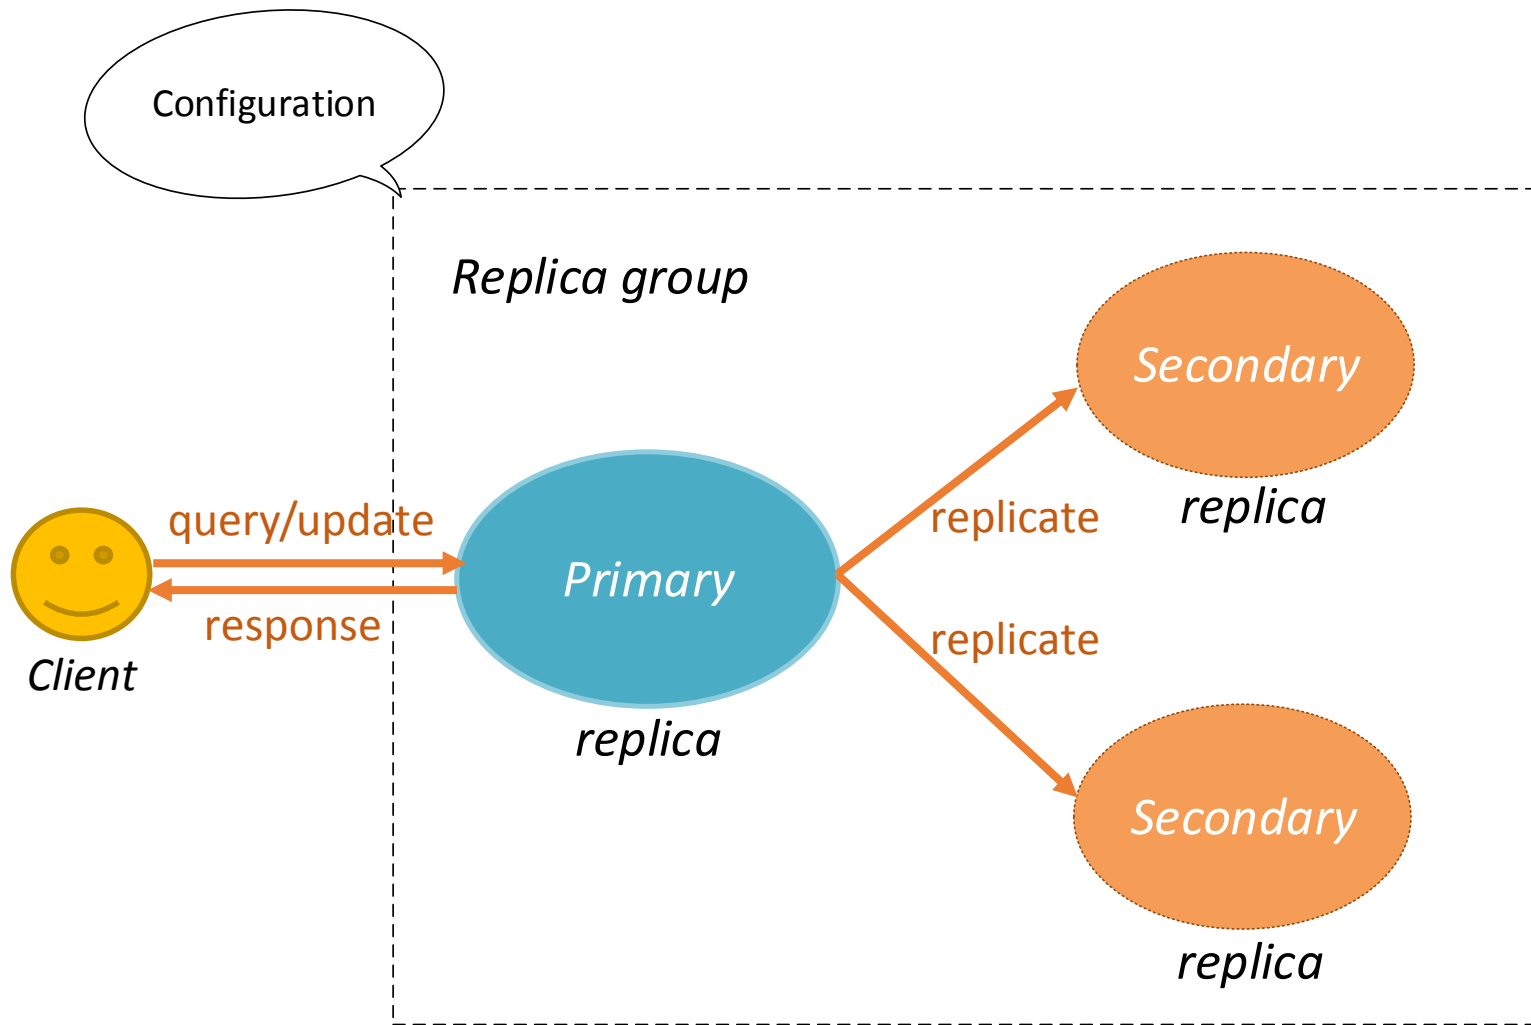 Configuration
Replica group
Secondary
replica
query/update
replicate
Primary
response
replicate
Client
replica
Secondary
replica